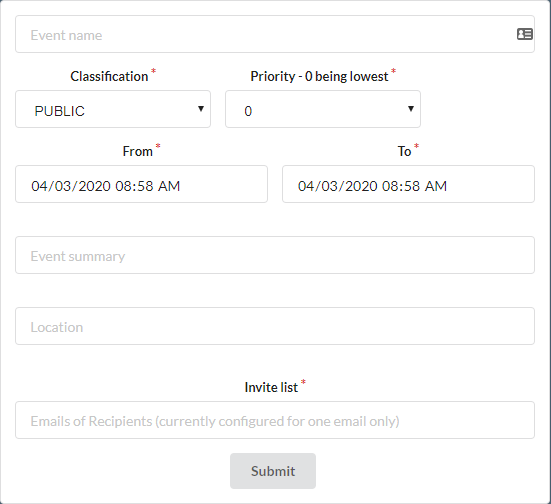 Event name
Classification * Priority - 0 being lowest *
PUBLIC 0
From * To *
04/03/2020 08:58 AM 04/03/2020 08:58 AM
Event summary
Location
Invite list *
Emails of Recipients (currently configured for one email only)
Submit